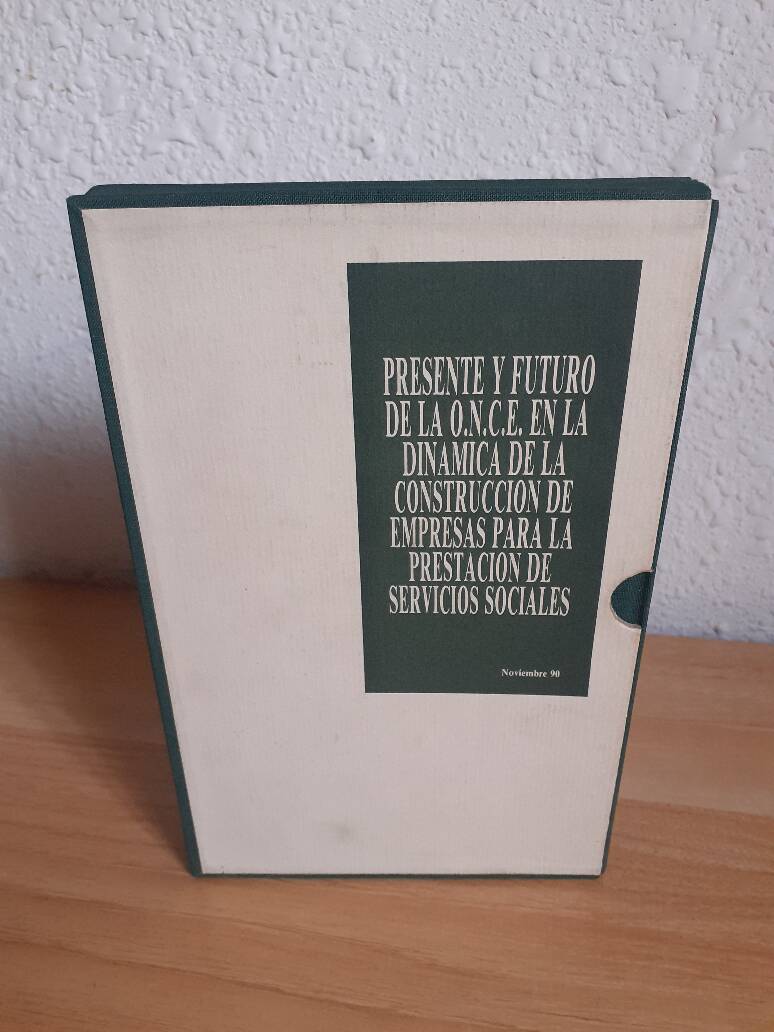 PRESENTE Y FUTURO
DE LA O.N.C.E. EN LA
DINAMICA DE LA
CONSTRUCCION DE
EMPRESAS PARA LA
PRESTACION DE
SERVICIOS SOCIALES
Noviembre 90